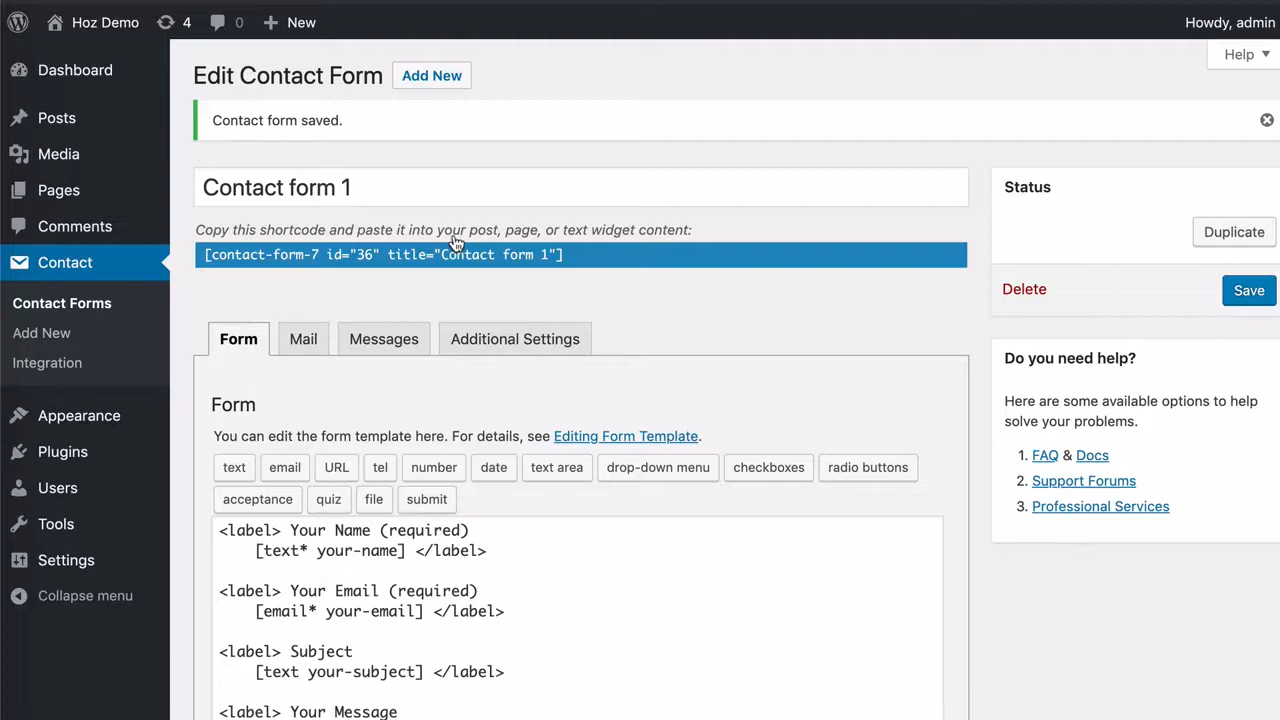 Hoz Demo 4 0 New Howdy, admin
Help
Dashboard
Posts
Media
Pages
Comments
Contact
Contact Forms
Add New
Integration
Appearance
Plugins
Users
Tools
Settings
Collapse menu
Edit Contact Form Add New
Contact form saved.
Contact form 1
Copy this shortcode and paste it into your post, page, or text widget content:
[contact-form-7 id="36" title="Contact form 1"]
Form Mail Messages Additional Settings
Form
You can edit the form template here. For details, see Editing Form Template.
text email URL tel number date text area drop-down menu checkboxes radio buttons
acceptance quiz file submit
<label> Your Name (required)
[text* your-name] </label>
<label> Your Email (required)
[email* your-email] </label>
<label> Subject
[text your-subject] </label>
<label> Your Message
Status
Duplicate
Delete Save
Do you need help?
Here are some available options to help
solve your problems.
1. FAQ & Docs
2. Support Forums
3. Professional Services